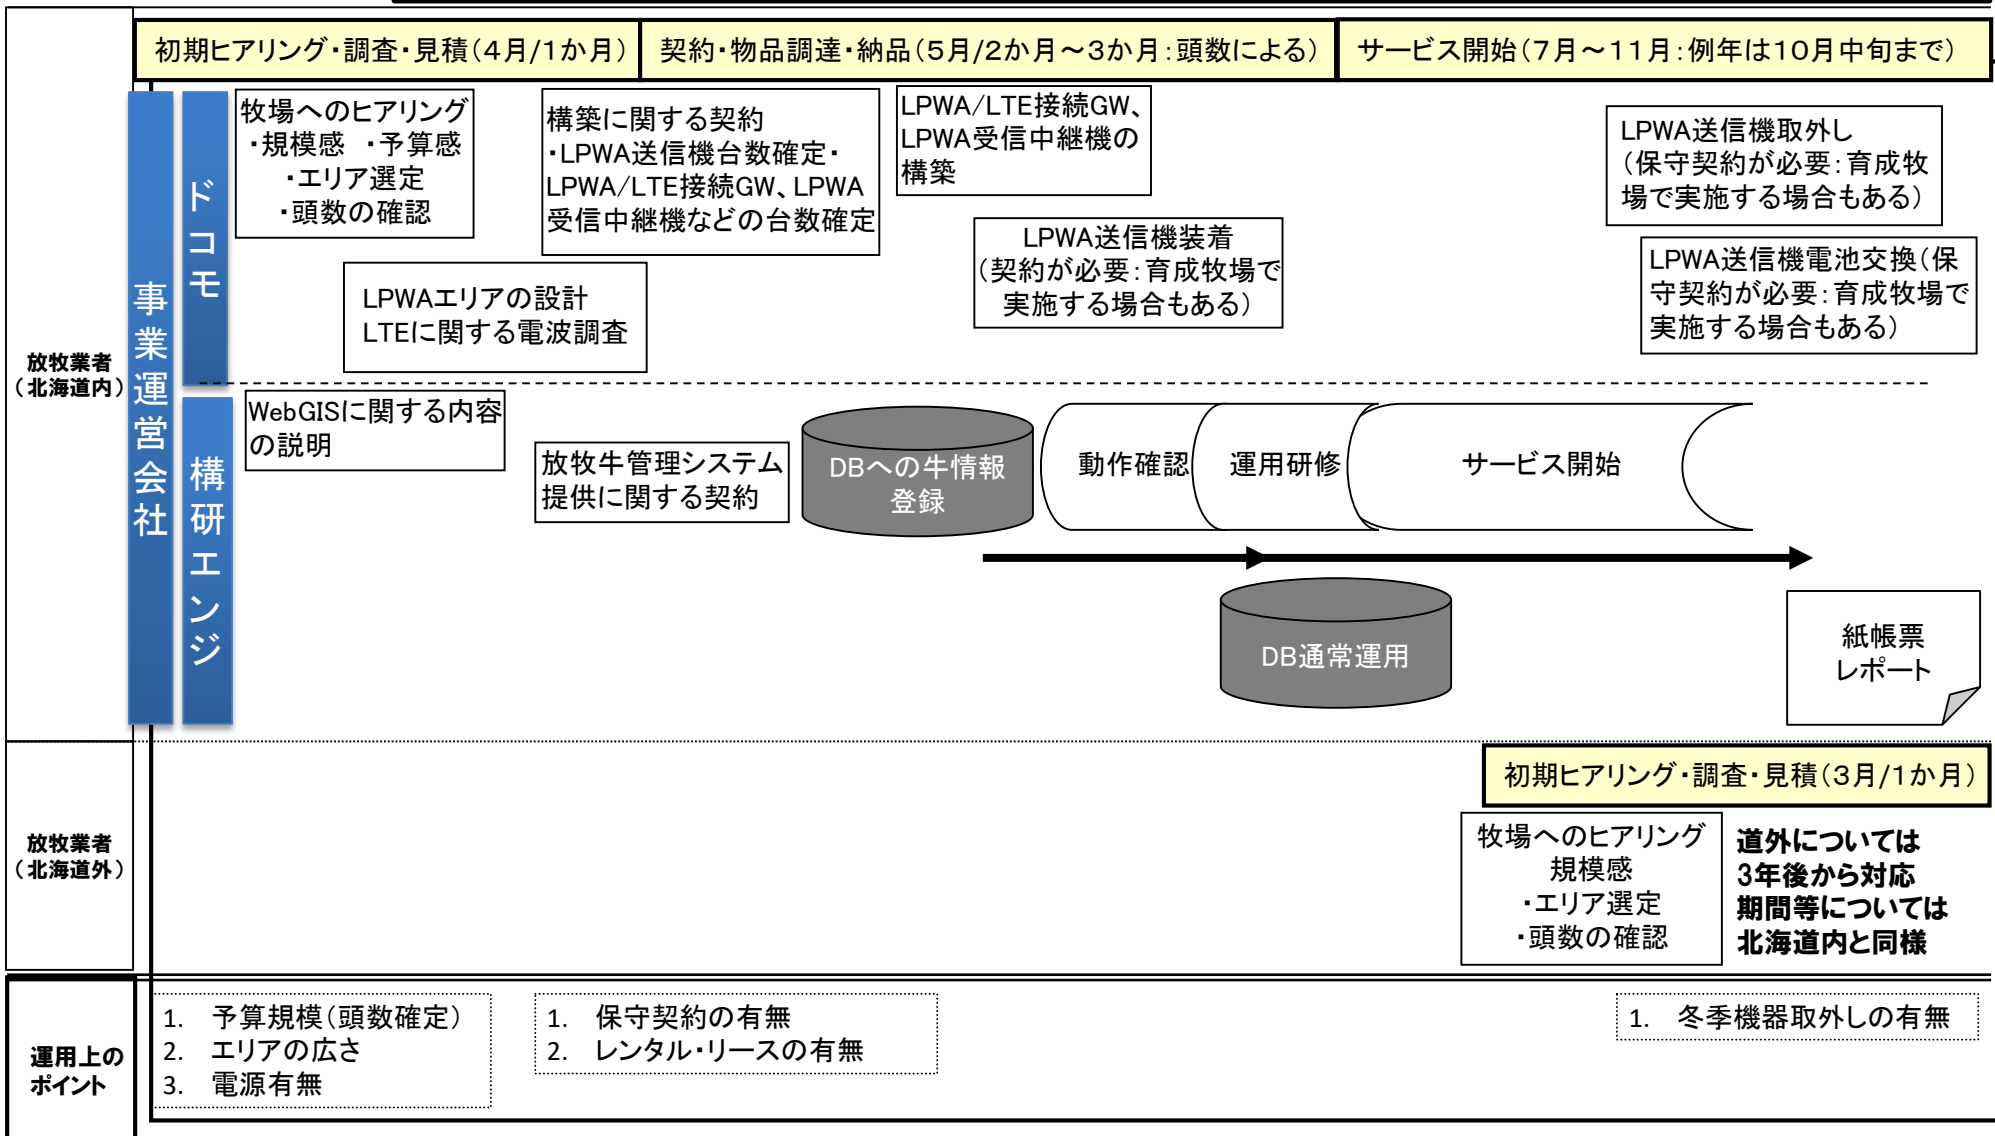 初期ヒアリング・調査・見積(4月/1か月)
契約・物品調達・納品(5月/2か月～3か月:頭数による)
サービス開始(7月～11月:例年は10月中旬まで)
放牧業者
（北海道内）
事業運営会社
ドコモ
牧場へのヒアリング
・規模感 ・予算感
・エリア選定
・頭数の確認
LPWAエリアの設計
LTEに関する電波調査
構築に関する契約
・LPWA送信機台数確定・
LPWA/LTE接続GW、LPWA
受信中継機などの台数確定
LPWA/LTE接続GW、
LPWA受信中継機の
構築
LPWA送信機装着
(契約が必要:育成牧場で
実施する場合もある)
LPWA送信機取外し
(保守契約が必要:育成牧
場で実施する場合もある)
LPWA送信機電池交換(保
守契約が必要:育成牧場で
実施する場合もある)
構研エンジ
WebGISに関する内容
の説明
放牧牛管理システム
提供に関する契約
DBへの牛情報
登録
動作確認
運用研修
サービス開始
DB通常運用
紙帳票
レポート
放牧業者
（北海道外）
初期ヒアリング・調査・見積(3月/1か月)
牧場へのヒアリング
規模感
・エリア選定
・頭数の確認
道外については
3年後から対応
期間等については
北海道内と同様
運用上の
ポイント
1. 予算規模(頭数確定)
2. エリアの広さ
3. 電源有無
1. 保守契約の有無
2. レンタル・リースの有無
1. 冬季機器取外しの有無